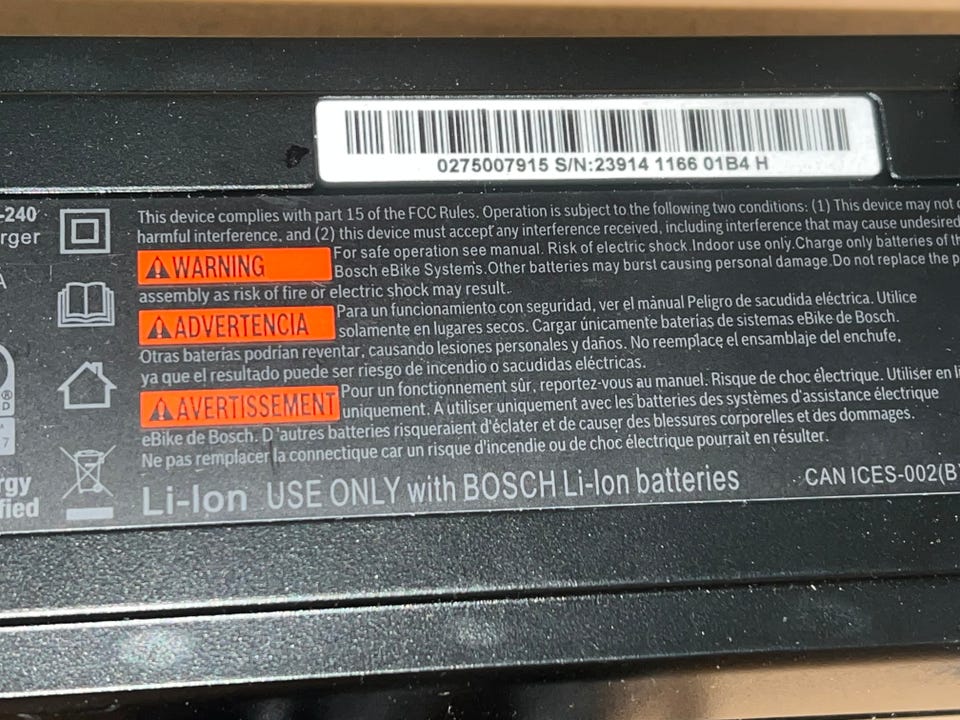 0275007915 S/N:23914 1166 01B4 H
-240
rger
A
This device complies with part 15 of the FCC Rules. Operation is subject to the following two conditions: (1) This device may not
harmful interference, and (2) this device must accept any interference received, including interference that may cause undesired
WARNING For safe operation see manual. Risk of electric shock.Indoor use only.Charge only batteries of
Bosch eBike Systems.Other batteries may burst causing personal damage.Do not replace the
assembly as risk of fire or electric shock may result.
ADVERTENCIA Para un funcionamiento con seguridad, ver el mànual Peligro de sacudida eléctrica. Utilice
solamente en lugares secos. Cargar únicamente baterías de sistemas eBike de Bosch.
Otras baterías podrían reventar, causando lesiones personales y daños. No reemplaçe el ensamblaje del enchufe,
ya que el resultado puede ser riesgo de incendio o sacudidas eléctricas.
AVERTISSEMENT Pour un fonctionnement sûr, reportez-vous au manuel. Risque de choc électrique. Utiliser en
uniquement. A utiliser uniquement avec les batteries des systèmes d'assistance électrique
eBike de Bosch. D'autres batteries risqueraient d'éclater et de causer des blessures corporelles et des dommages.
Ne pas remplacer la connectique car un risque d'incendie ou de choc électrique pourrait en résulter.
D
®
7
rgy
fied
Li-Ion USE ONLY with BOSCH Li-Ion batteries
CAN ICES-002(B)